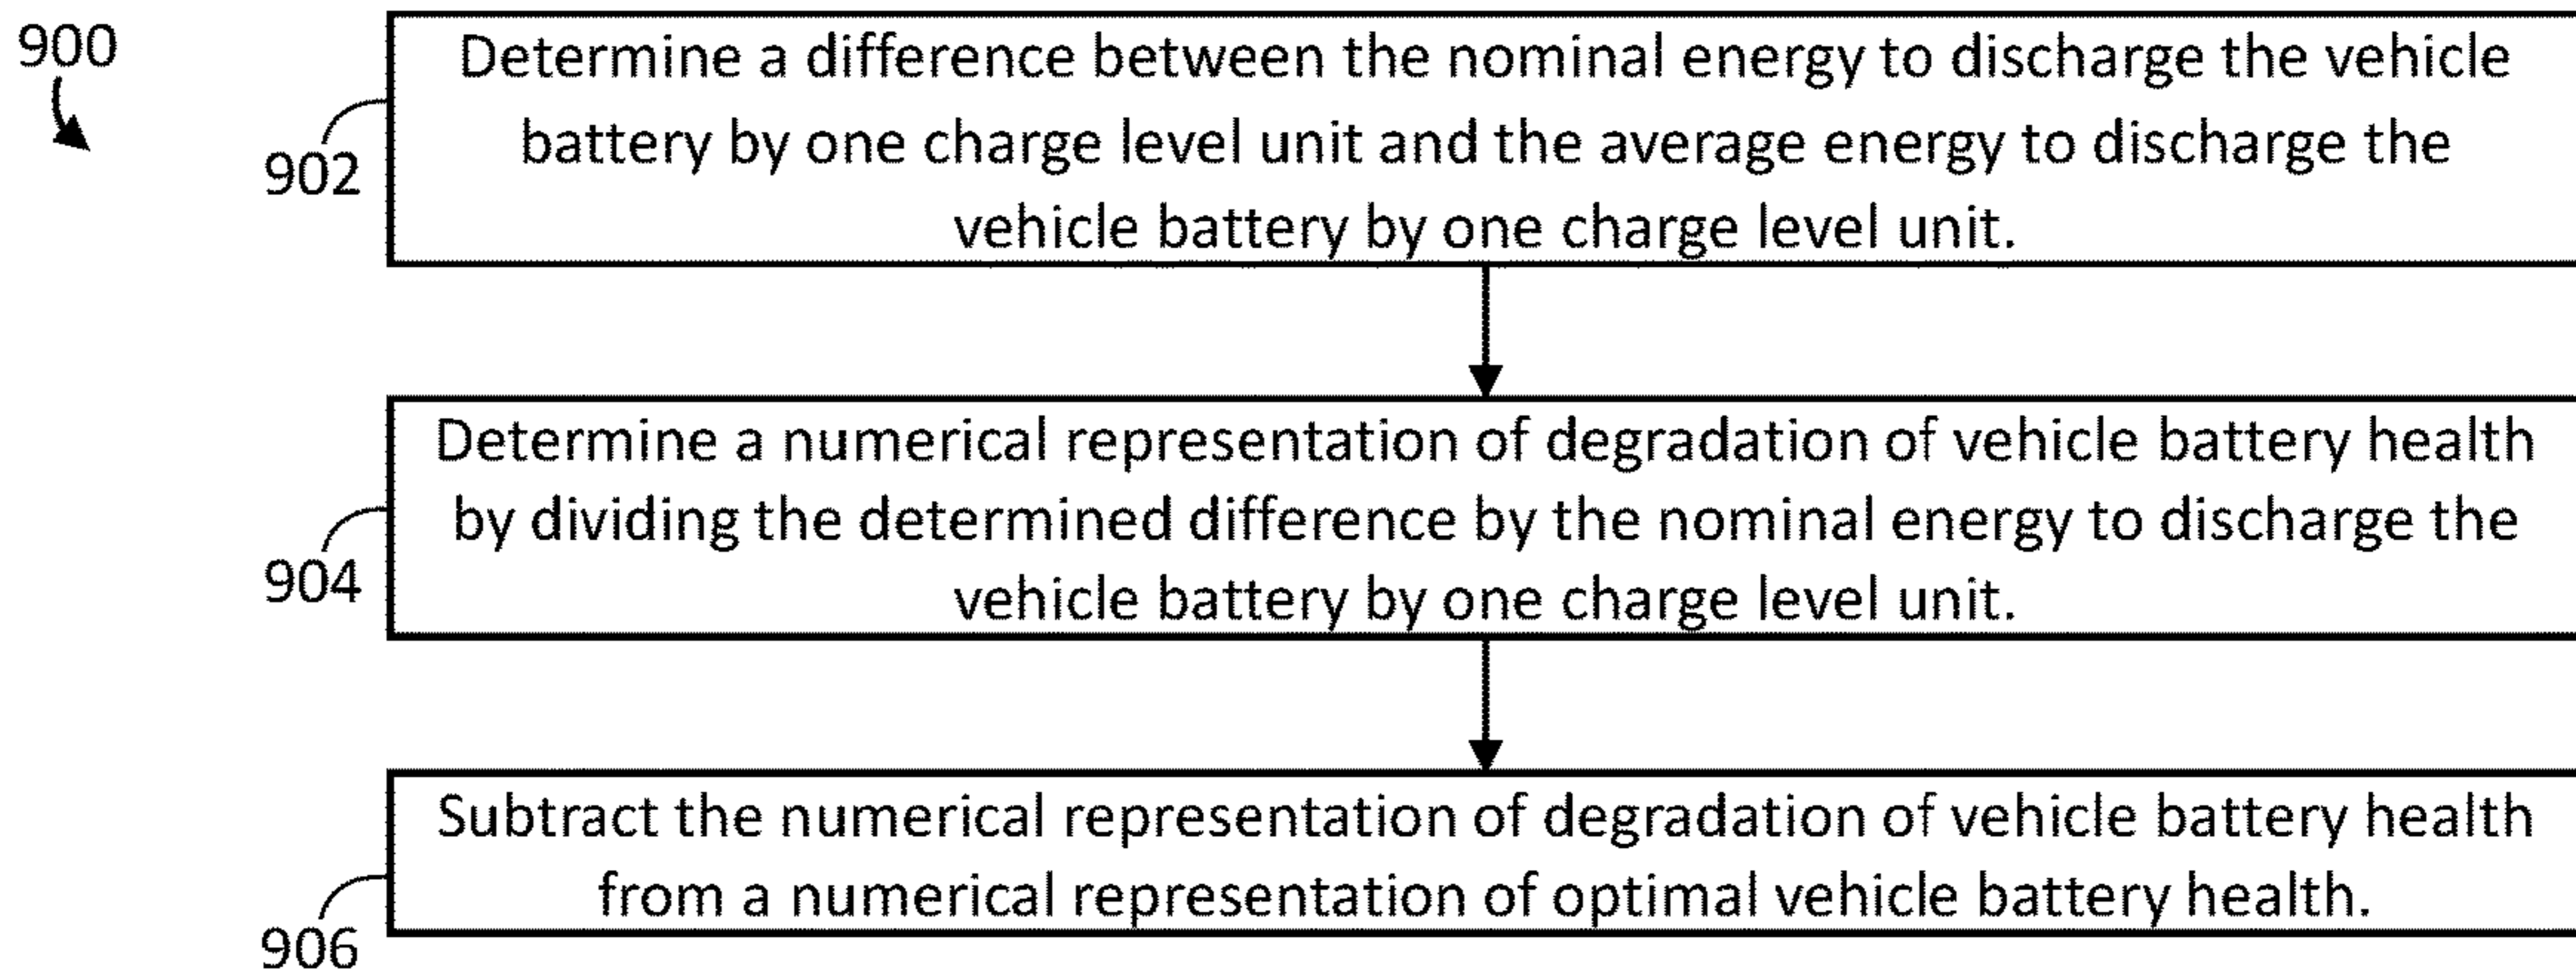 900
Determine a difference between the nominal energy to discharge the vehicle
battery by one charge level unit and the average energy to discharge the
vehicle battery by one charge level unit.
902
Determine a numerical representation of degradation of vehicle battery health
by dividing the determined difference by the nominal energy to discharge the
vehicle battery by one charge level unit.
904
Subtract the numerical representation of degradation of vehicle battery health
from a numerical representation of optimal vehicle battery health.
906